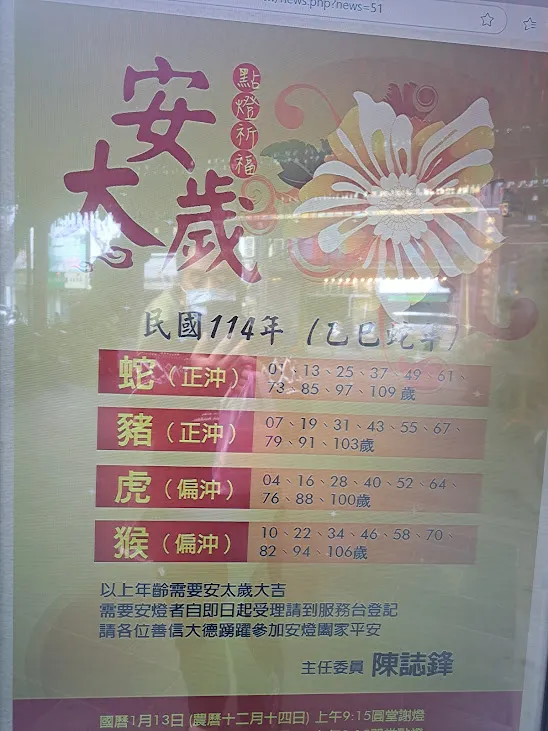 /news.php?news=51
點燈祈福
安太歲
民國114年（乙巳蛇年）
蛇（正沖）
01、13、25、37、49、61、
73、85、97、109歲
豬（正沖）
07、19、31、43、55、67、
79、91、103歲
虎（偏沖）
04、16、28、40、52、64、
76、88、100歲
猴（偏沖）
10、22、34、46、58、70、
82、94、106歲
以上年齡需要安太歲大吉
需要安燈者自即日起受理請到服務台登記
請各位善信大德踴躍參加安燈闔家平安
主任委員 陳誌鋒
國曆1月13日(農曆十二月十四日) 上午9:15圓堂謝燈